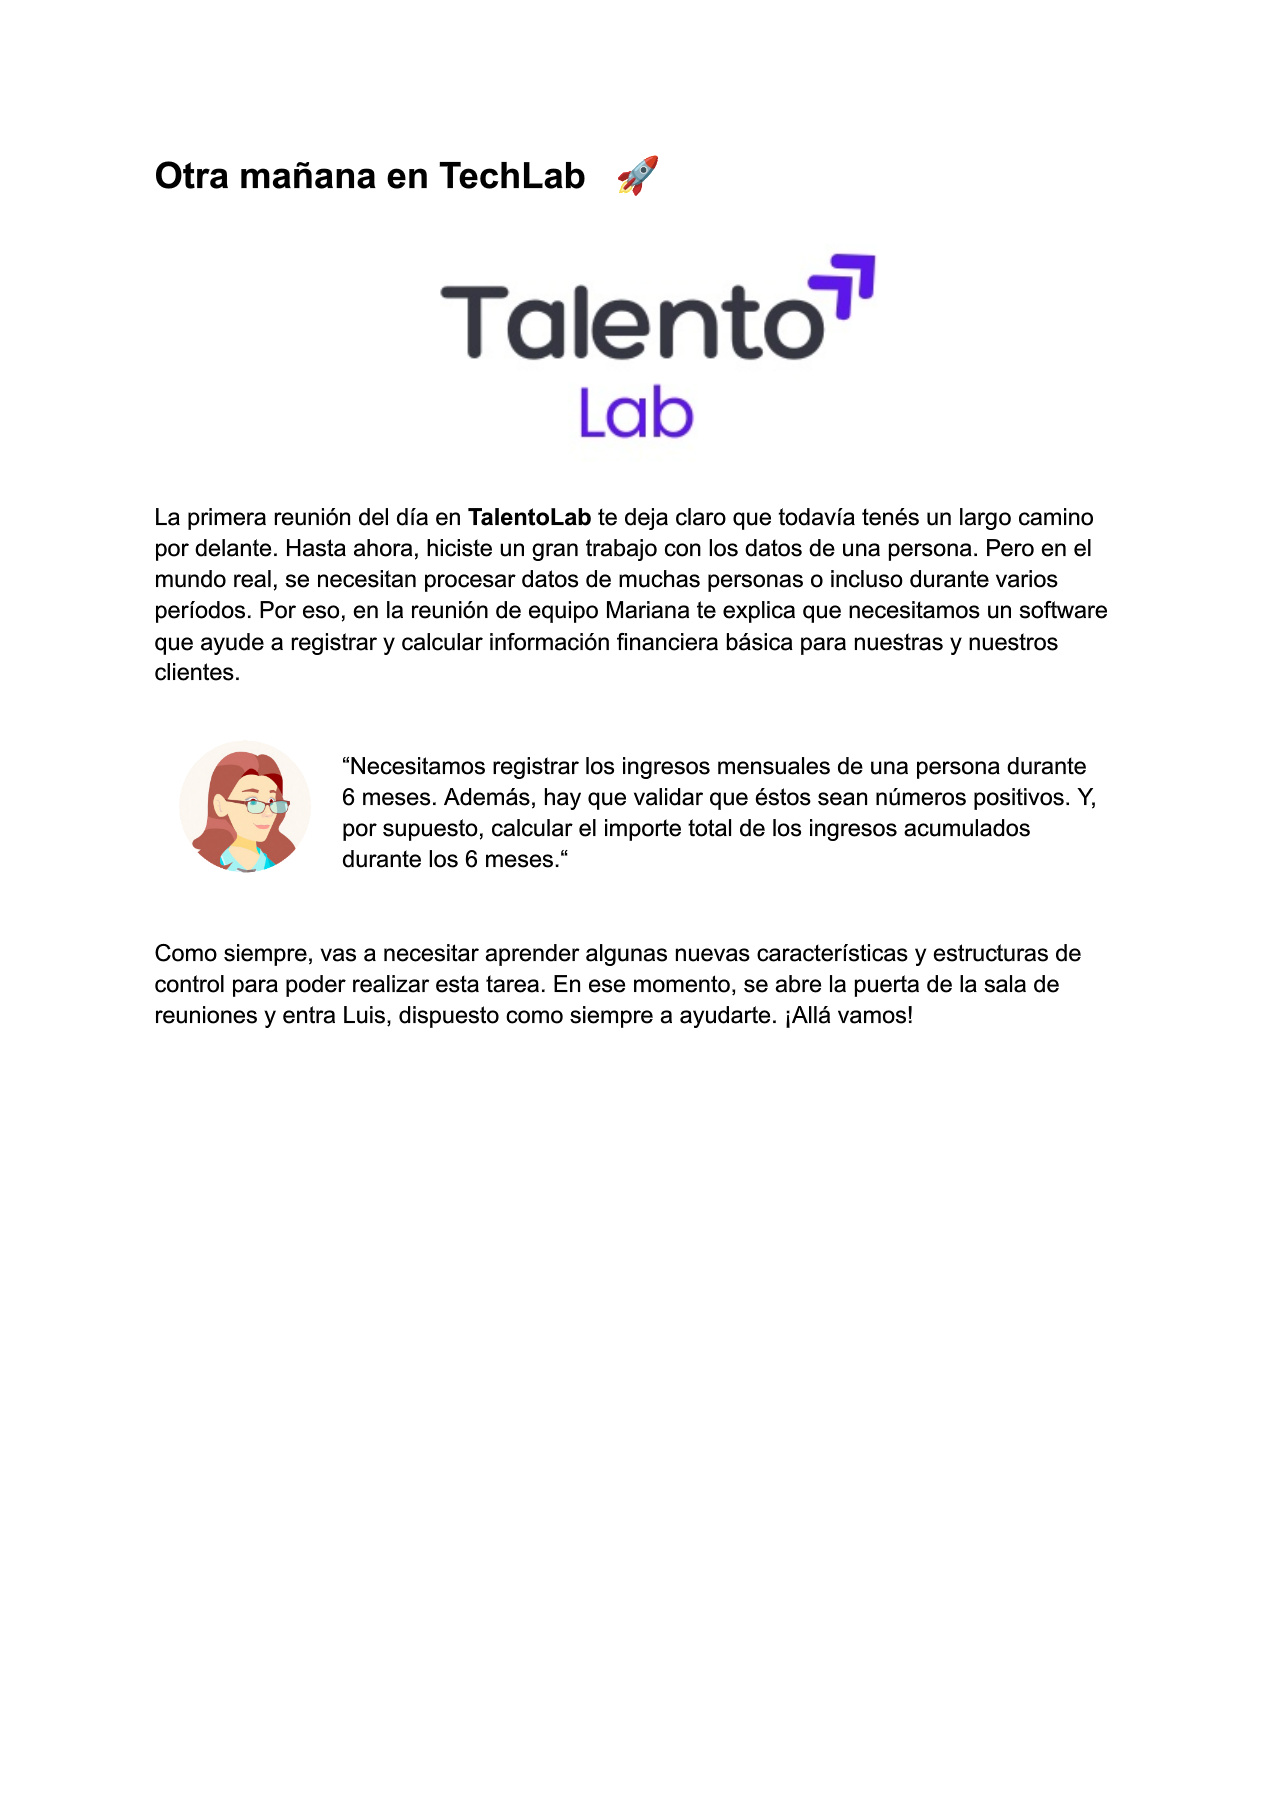 Otra mañana en TechLab 🚀
Talento
Lab
La primera reunión del día en TalentoLab te deja claro que todavía tenés un largo camino
por delante. Hasta ahora, hiciste un gran trabajo con los datos de una persona. Pero en el
mundo real, se necesitan procesar datos de muchas personas o incluso durante varios
períodos. Por eso, en la reunión de equipo Mariana te explica que necesitamos un software
que ayude a registrar y calcular información financiera básica para nuestras y nuestros
clientes.
“Necesitamos registrar los ingresos mensuales de una persona durante
6 meses. Además, hay que validar que éstos sean números positivos. Y,
por supuesto, calcular el importe total de los ingresos acumulados
durante los 6 meses.“
Como siempre, vas a necesitar aprender algunas nuevas características y estructuras de
control para poder realizar esta tarea. En ese momento, se abre la puerta de la sala de
reuniones y entra Luis, dispuesto como siempre a ayudarte. ¡Allá vamos!